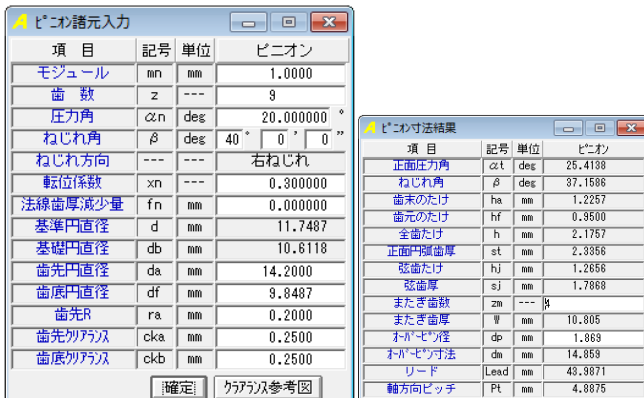 ピニオン諸元入力
項 目 記号 単位 ピニオン
モジュール mn mm 1.0000
歯 数 z --- 9
圧力角 αn deg 20.000000 °
ねじれ角 β deg 40 ° 0 ' 0 "
ねじれ方向 --- --- 右ねじれ
転位係数 xn --- 0.300000
法線歯厚減少量 fn mm 0.000000
基準円直径 d mm 11.7487
基礎円直径 db mm 10.6118
歯先円直径 da mm 14.2000
歯底円直径 df mm 9.8487
歯先R ra mm 0.2000
歯先クリアランス cka mm 0.2500
歯底クリアランス ckb mm 0.2500
確定 クリアランス参考図
ピニオン寸法結果
項 目 記号 単位 ピニオン
正面圧力角 αt deg 25.4138
ねじれ角 β deg 37.1586
歯末のたけ ha mm 1.2257
歯元のたけ hf mm 0.9500
全歯たけ h mm 2.1757
正面円弧歯厚 st mm 2.3356
弦歯たけ hj mm 1.2656
弦歯厚 sj mm 1.7868
またぎ歯数 zm --- 4
またぎ歯厚 W mm 10.805
オーバーピン径 dp mm 1.869
オーバーピン寸法 dm mm 14.859
リード Lead mm 43.9871
軸方向ピッチ Pt mm 4.8875